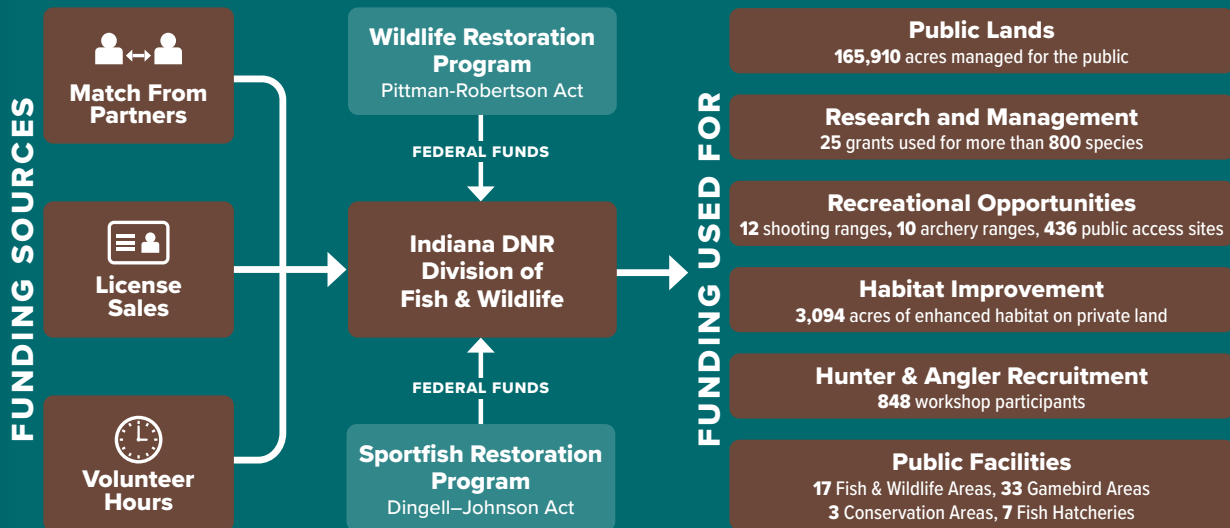 FUNDING SOURCES
Match From
Partners
License
Sales
Volunteer
Hours
Wildlife Restoration
Program
Pittman-Robertson Act
FEDERAL FUNDS
Indiana DNR
Division of
Fish & Wildlife
FEDERAL FUNDS
Sportfish Restoration
Program
Dingell–Johnson Act
FUNDING USED FOR
Public Lands
165,910 acres managed for the public
Research and Management
25 grants used for more than 800 species
Recreational Opportunities
12 shooting ranges, 10 archery ranges, 436 public access sites
Habitat Improvement
3,094 acres of enhanced habitat on private land
Hunter & Angler Recruitment
848 workshop participants
Public Facilities
17 Fish & Wildlife Areas, 33 Gamebird Areas
3 Conservation Areas, 7 Fish Hatcheries